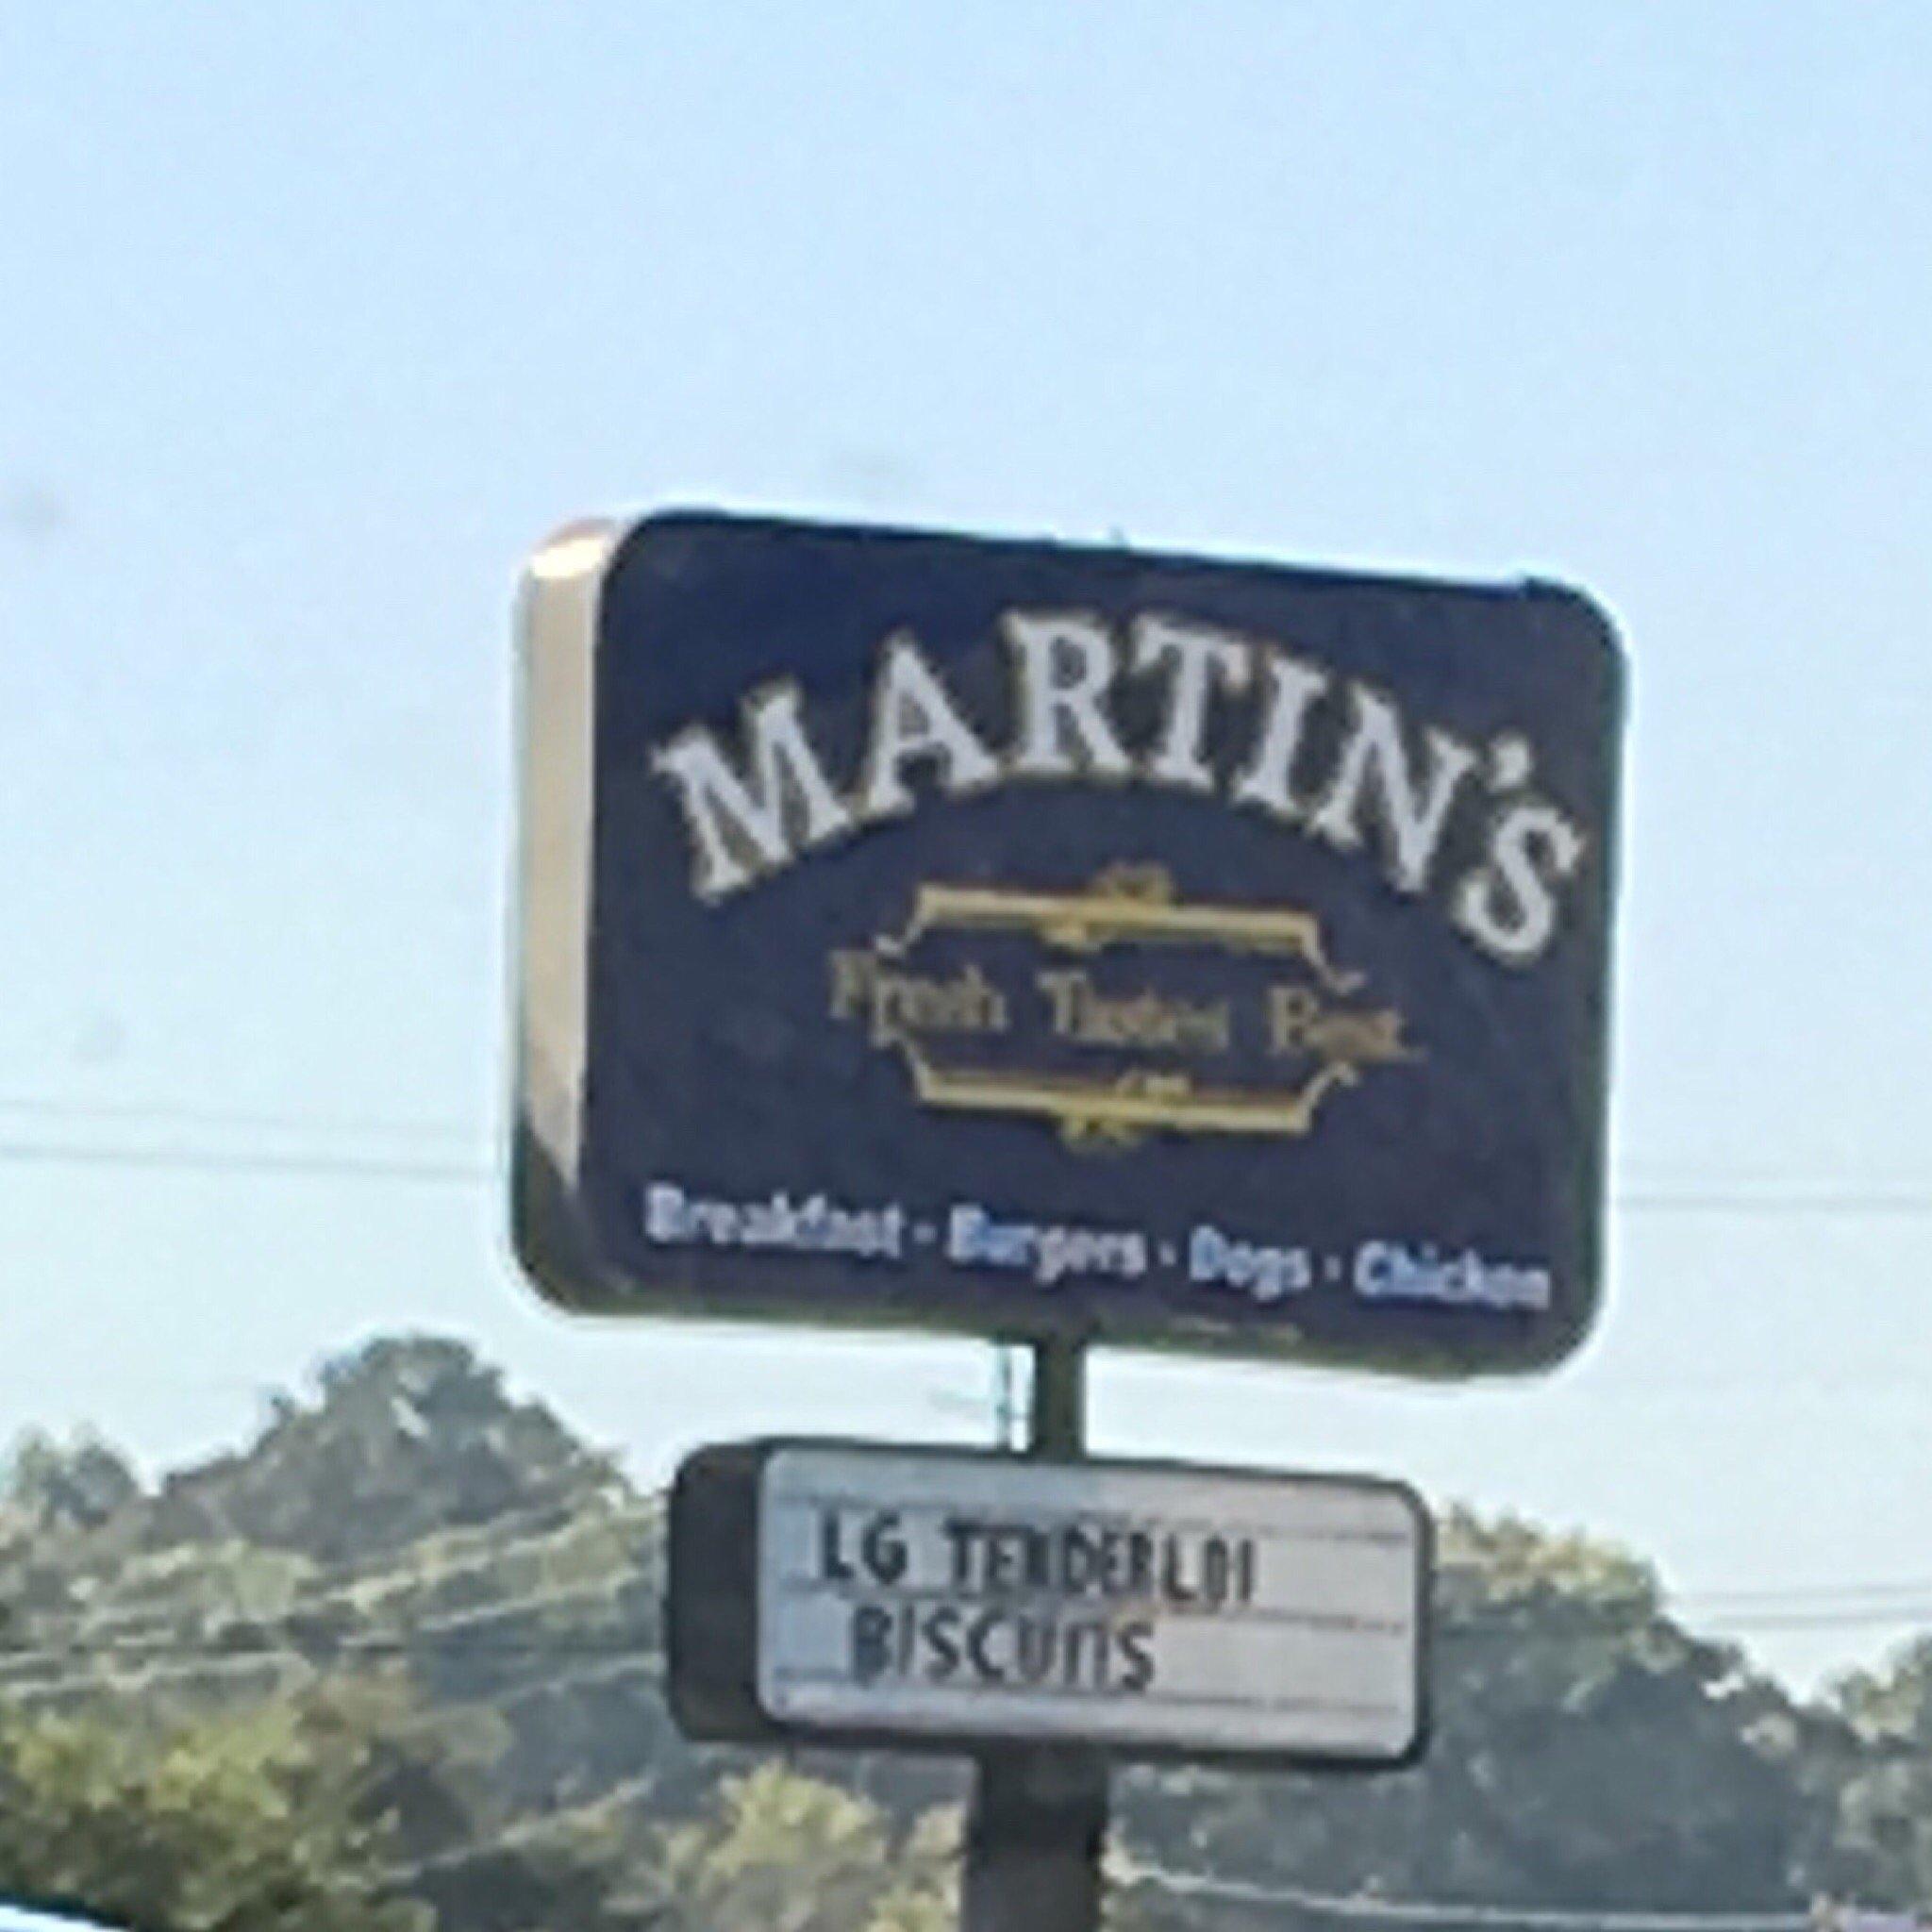 MARTIN'S
Fresh Tastes Best.
Breakfast · Burgers · Dogs · Chicken
LG TENDERLOI
BISCUITS